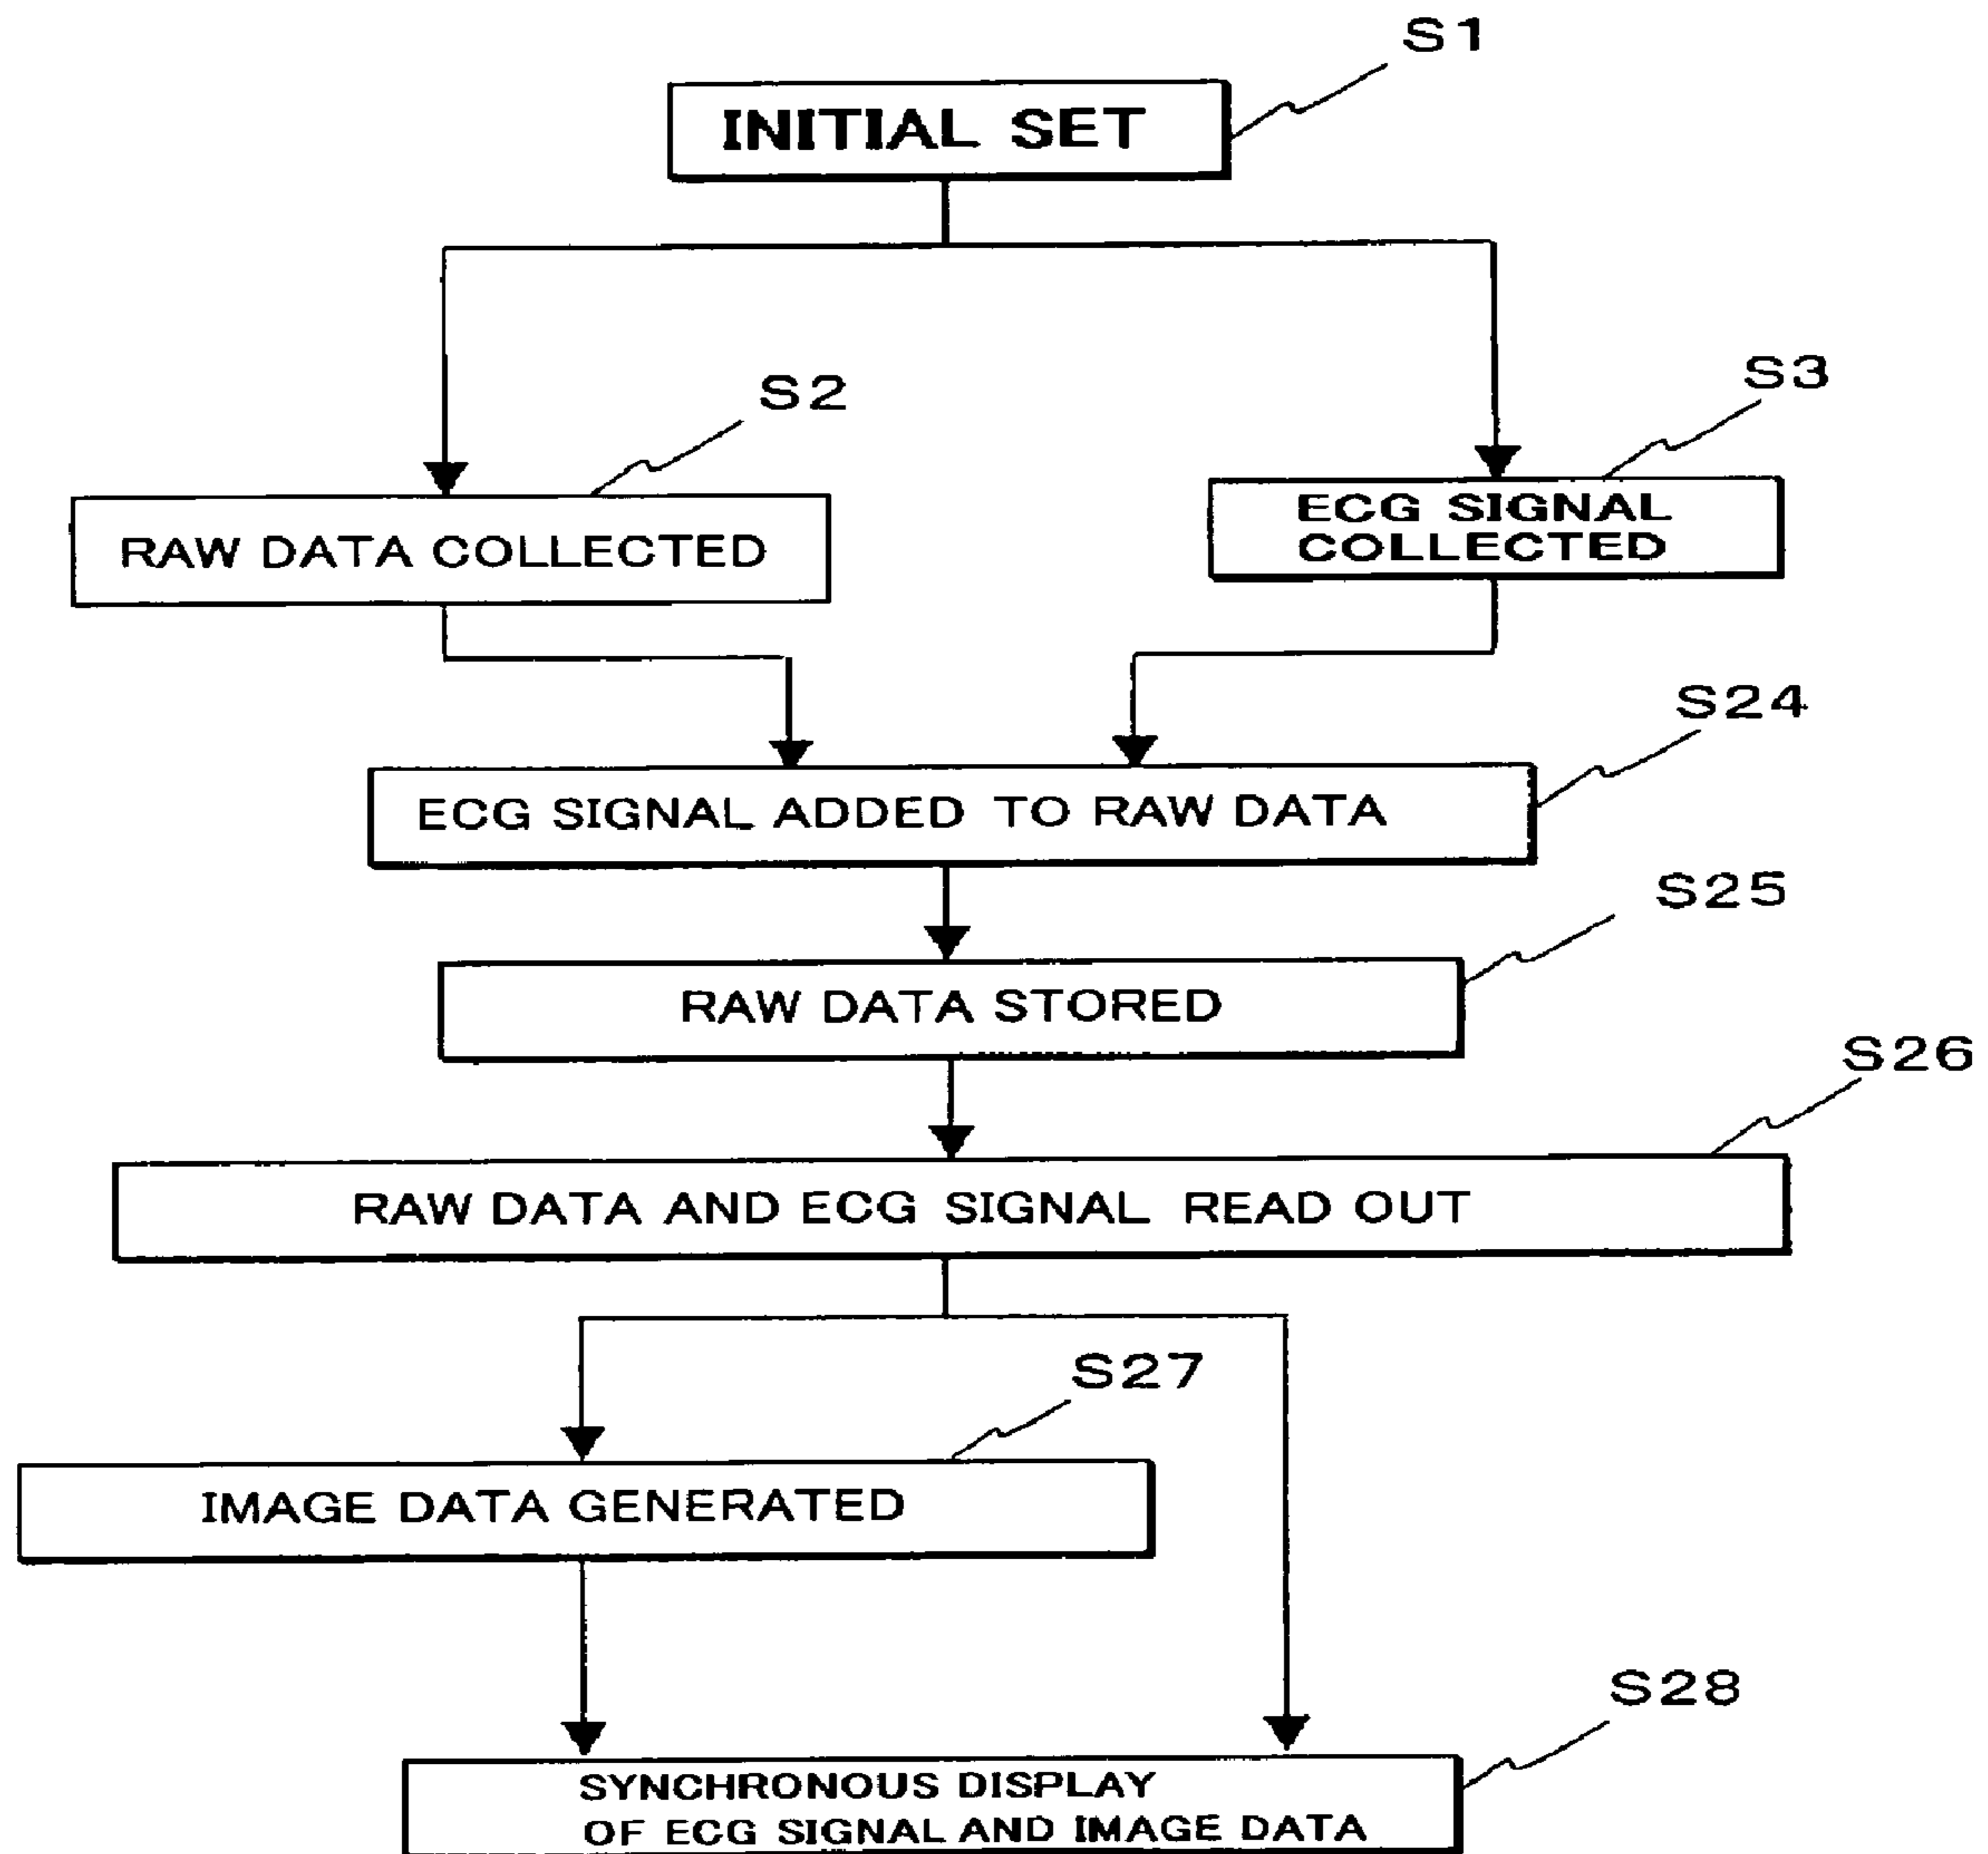 S1
INITIAL SET
S2
S3
RAW DATA COLLECTED
ECG SIGNAL
COLLECTED
S24
ECG SIGNAL ADDED TO RAW DATA
S25
RAW DATA STORED
S26
RAW DATA AND ECG SIGNAL READ OUT
S27
IMAGE DATA GENERATED
S28
SYNCHRONOUS DISPLAY
OF ECG SIGNAL AND IMAGE DATA